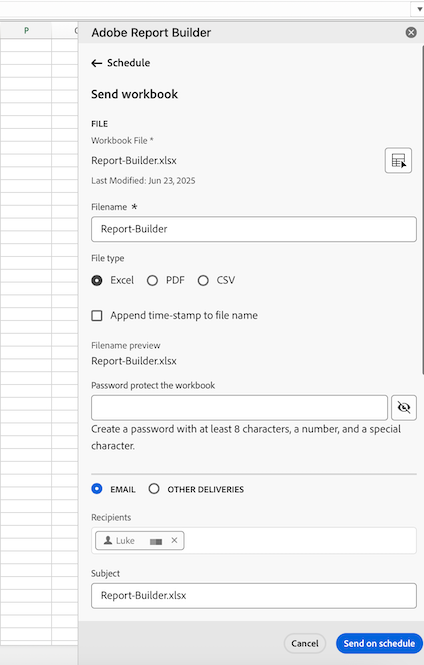 P
Adobe Report Builder
← Schedule
Send workbook
FILE
Workbook File *
Report-Builder.xlsx
Last Modified: Jun 23, 2025
Filename *
Report-Builder
File type
Excel PDF CSV
Append time-stamp to file name
Filename preview
Report-Builder.xlsx
Password protect the workbook
Create a password with at least 8 characters, a number, and a special
character.
EMAIL OTHER DELIVERIES
Recipients
Luke
Subject
Report-Builder.xlsx
Cancel Send on schedule